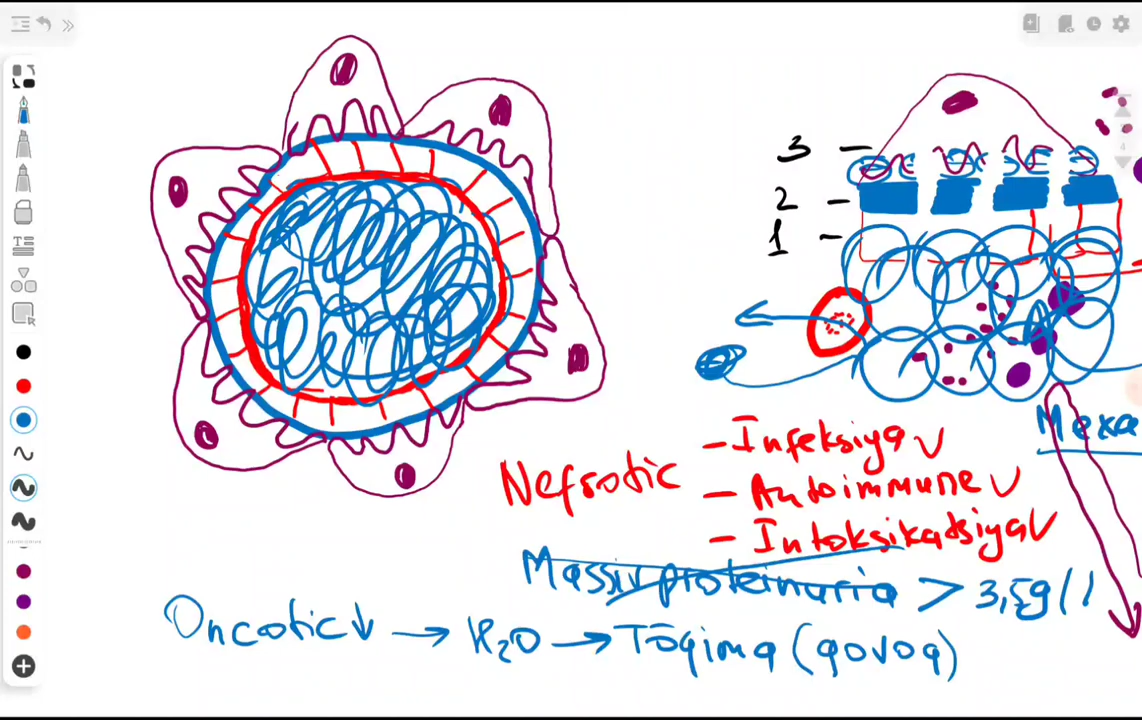 3 –
2 –
1 –
Mexa
Nefrotic
– Infeksiya v
– Autoimmune v
– Intoksikatsiya v
Massiv proteinuria > 3,5g/l
Oncotic↓ → H2O → Tōqima (qovoq)